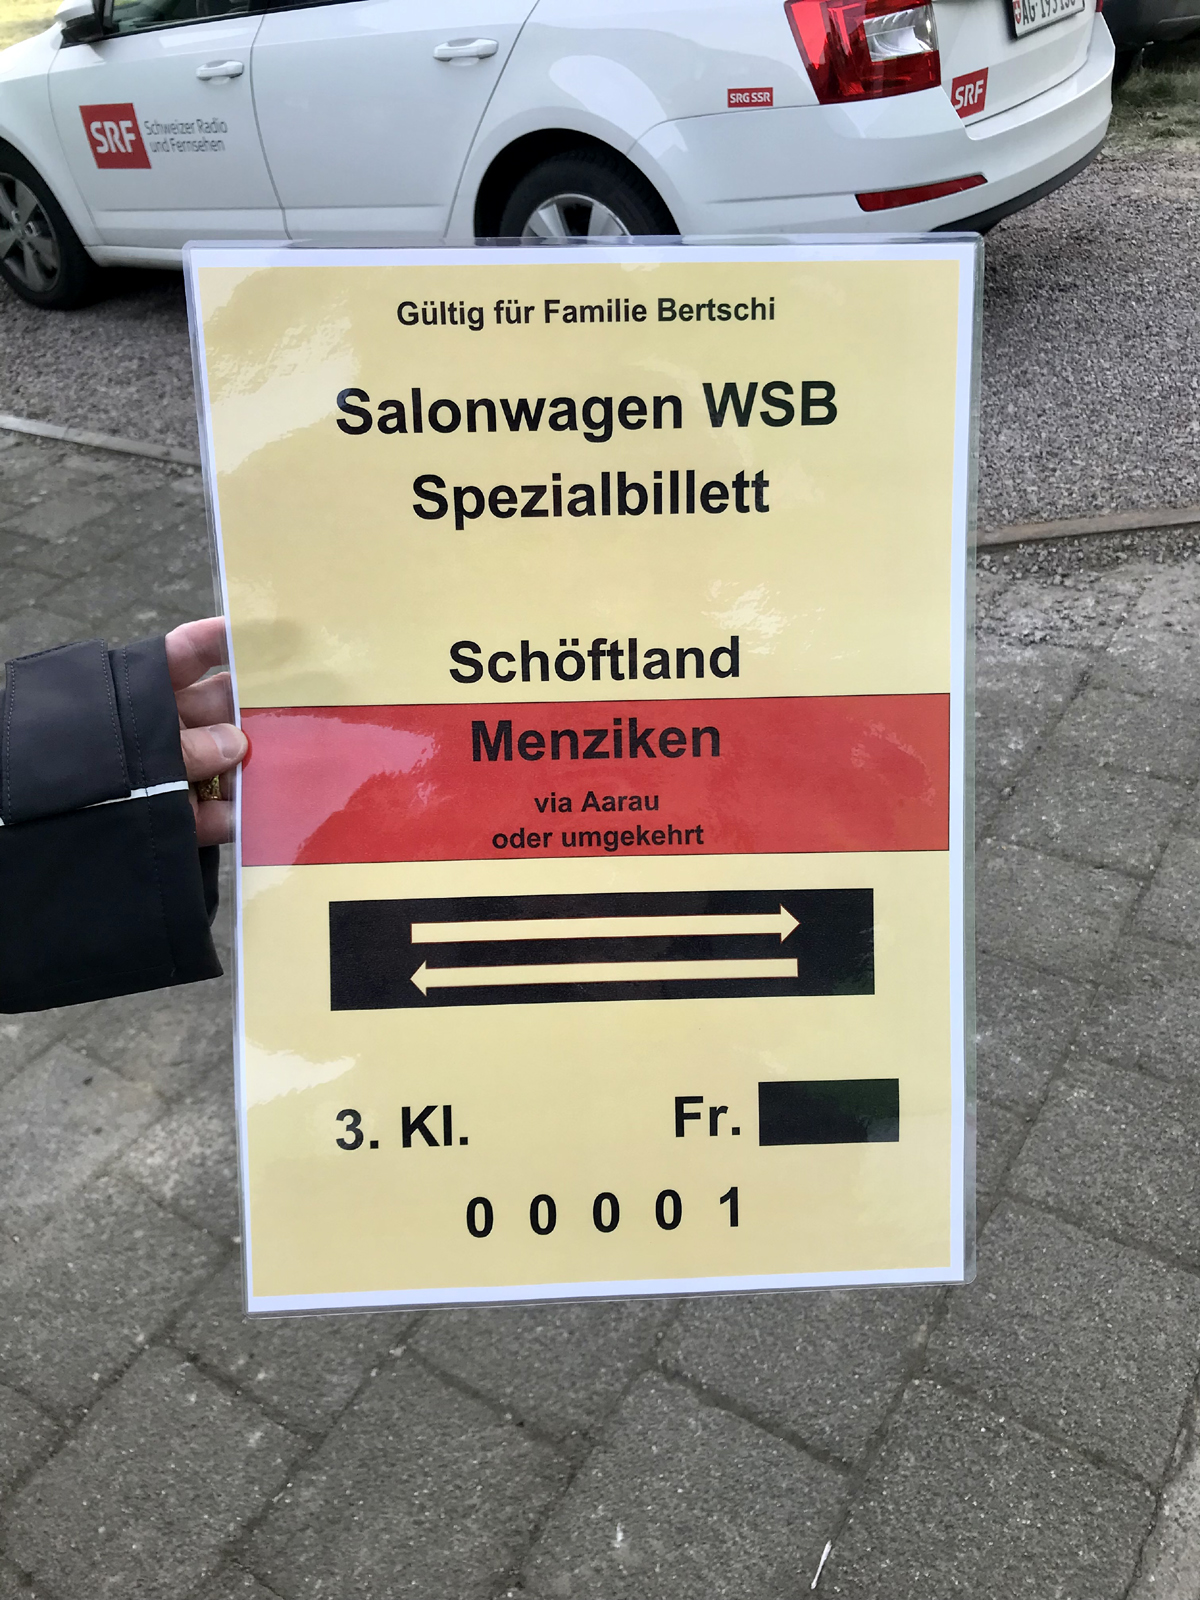 SRF Schweizer Radio
und Fernsehen
SRG SSR
SRF
Gültig für Familie Bertschi
Salonwagen WSB
Spezialbillett
Schöftland
Menziken
via Aarau
oder umgekehrt
3. Kl. Fr.
0 0 0 0 1